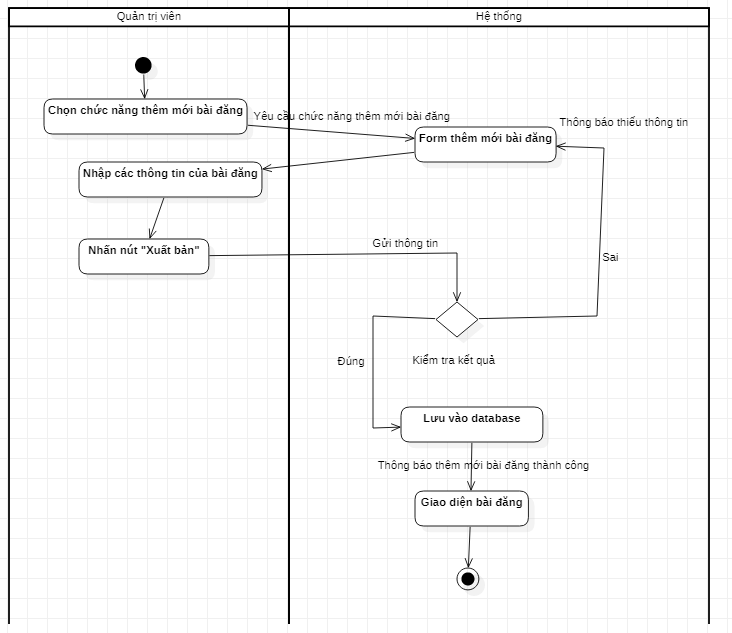 Quản trị viên
Hệ thống
Chọn chức năng thêm mới bài đăng
Yêu cầu chức năng thêm mới bài đăng
Thông báo thiếu thông tin
Form thêm mới bài đăng
Nhập các thông tin của bài đăng
Nhấn nút "Xuất bản"
Gửi thông tin
Sai
Đúng
Kiểm tra kết quả
Lưu vào database
Thông báo thêm mới bài đăng thành công
Giao diện bài đăng